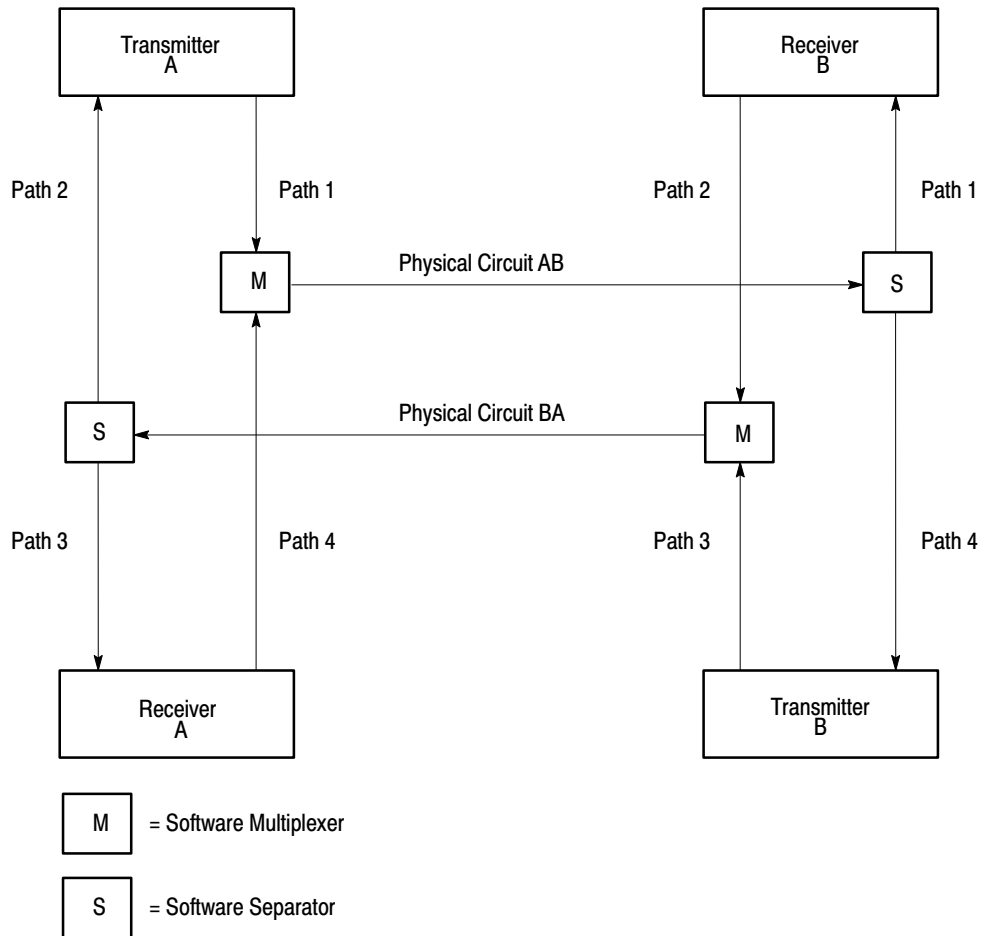 Transmitter
A
Receiver
B
Path 2
Path 1
Path 2
Path 1
Physical Circuit AB
M
S
Physical Circuit BA
S
M
Path 3
Path 4
Path 3
Path 4
Receiver
A
Transmitter
B
M
= Software Multiplexer
S
= Software Separator